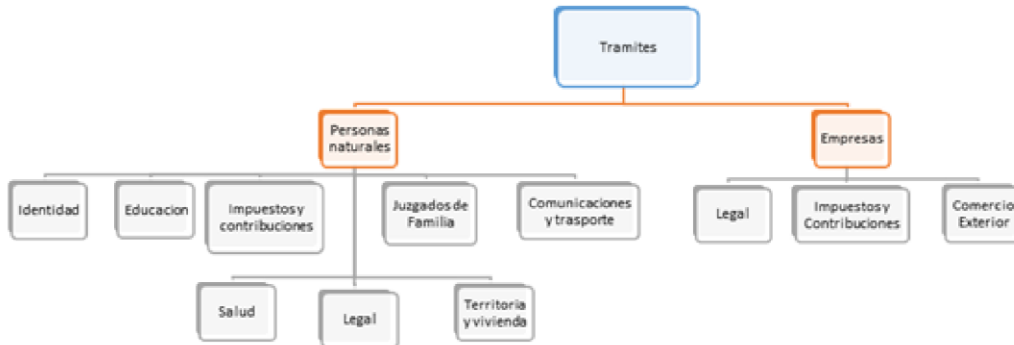 Tramites
Personas
naturales
Empresas
Identidad
Educacion
Impuestos y
contribuciones
Juzgados de
Familia
Comunicaciones
y trasporte
Legal
Impuestos y
Contribuciones
Comercio
Exterior
Salud
Legal
Territoria
y vivienda